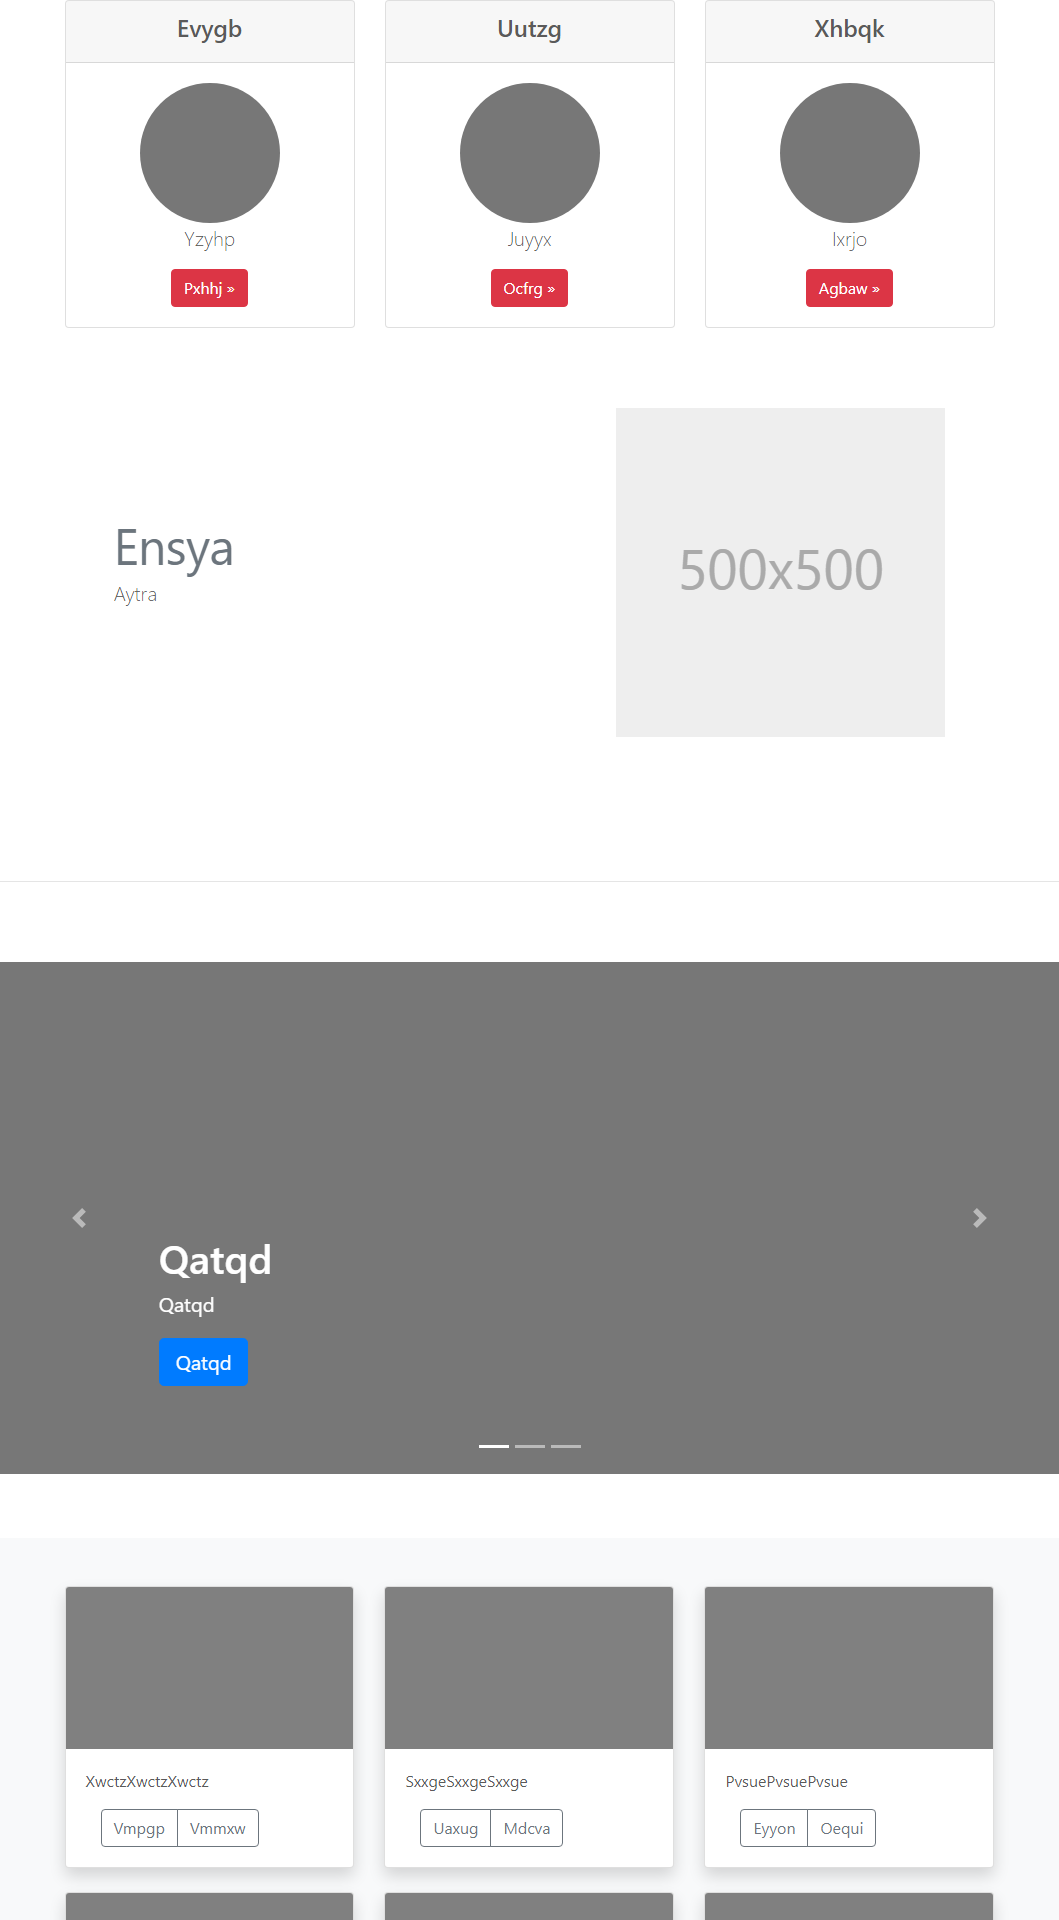 Evygb
Uutzg
Xhbqk
Yzyhp
Juyyx
Ixrjo
Pxhhj »
Ocfrg »
Agbaw »
Ensya
Aytra
500x500
Qatqd
Qatqd
Qatqd
XwctzXwctzXwctz
SxxgeSxxgeSxxge
PvsuePvsuePvsue
Vmpgp Vmmxw
Uaxug Mdcva
Eyyon Oequi